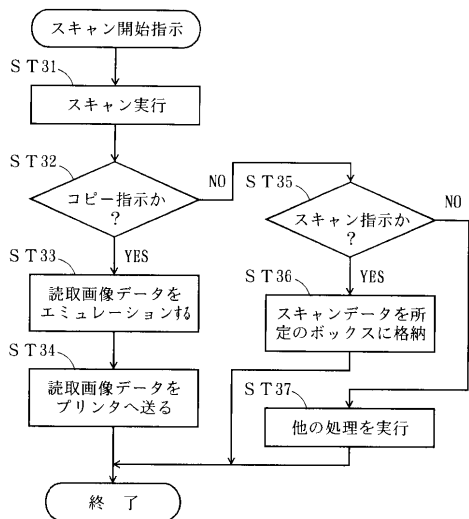 スキャン開始指示
ST31
スキャン実行
ST32
コピー指示か
?
NO
YES
ST33
読取画像データを
エミュレーションする
ST34
読取画像データを
プリンタへ送る
ST35
スキャン指示か
?
NO
YES
ST36
スキャンデータを所
定のボックスに格納
ST37
他の処理を実行
終 了